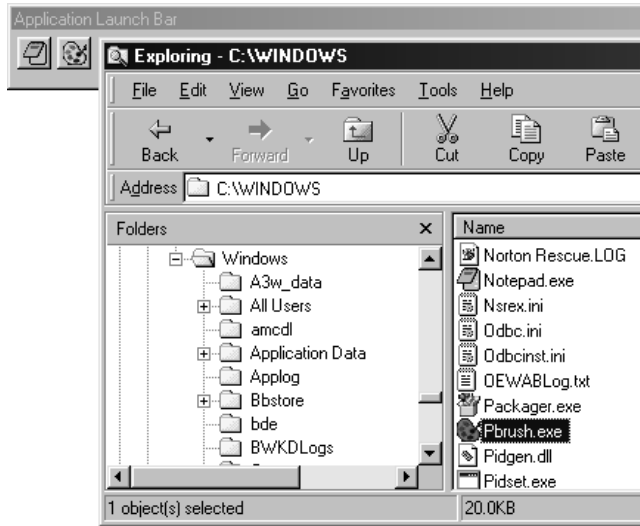 Application Launch Bar
Exploring - C:\WINDOWS
File Edit View Go Favorites Tools Help
Back Forward Up Cut Copy Paste
Address C:\WINDOWS
Folders x
Windows
A3w_data
All Users
amcdl
Application Data
Applog
Bbstore
bde
BWKDLogs
Name
Norton Rescue.LOG
Notepad.exe
Nsrex.ini
Odbc.ini
Odbcinst.ini
OEWABLog.txt
Packager.exe
Pbrush.exe
Pidgen.dll
Pidset.exe
1 object(s) selected 20.0KB